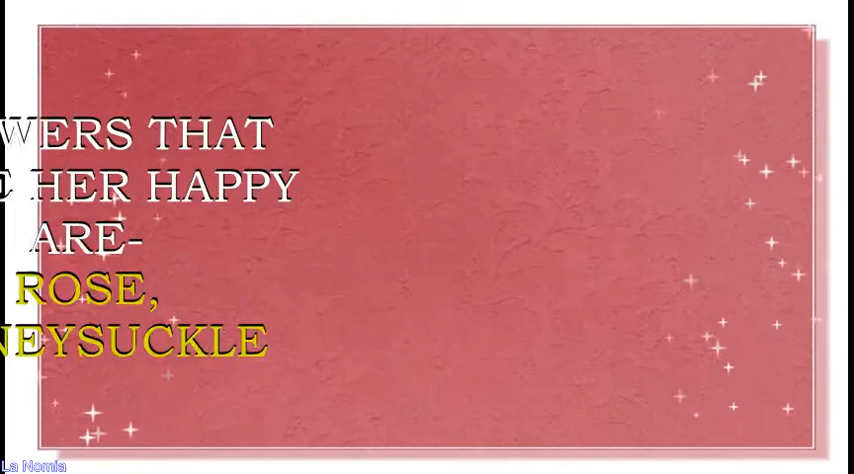 WERS THAT
E HER HAPPY
ARE-
ROSE,
NEYSUCKLE
La Nomia